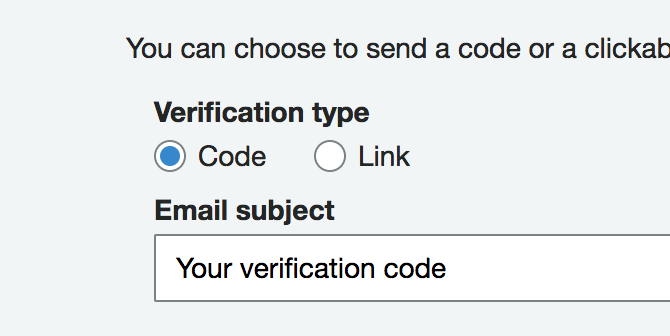 You can choose to send a code or a clickab
Verification type
Code Link
Email subject
Your verification code